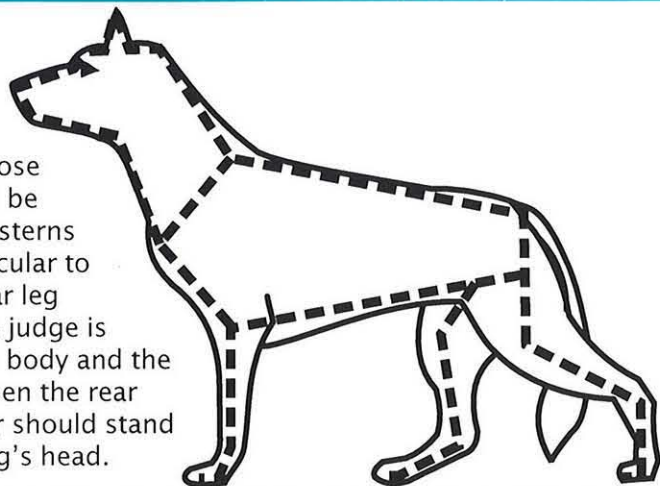 ose
be
sterns
cular to
ar leg
judge is
body and the
en the rear
r should stand
g's head.